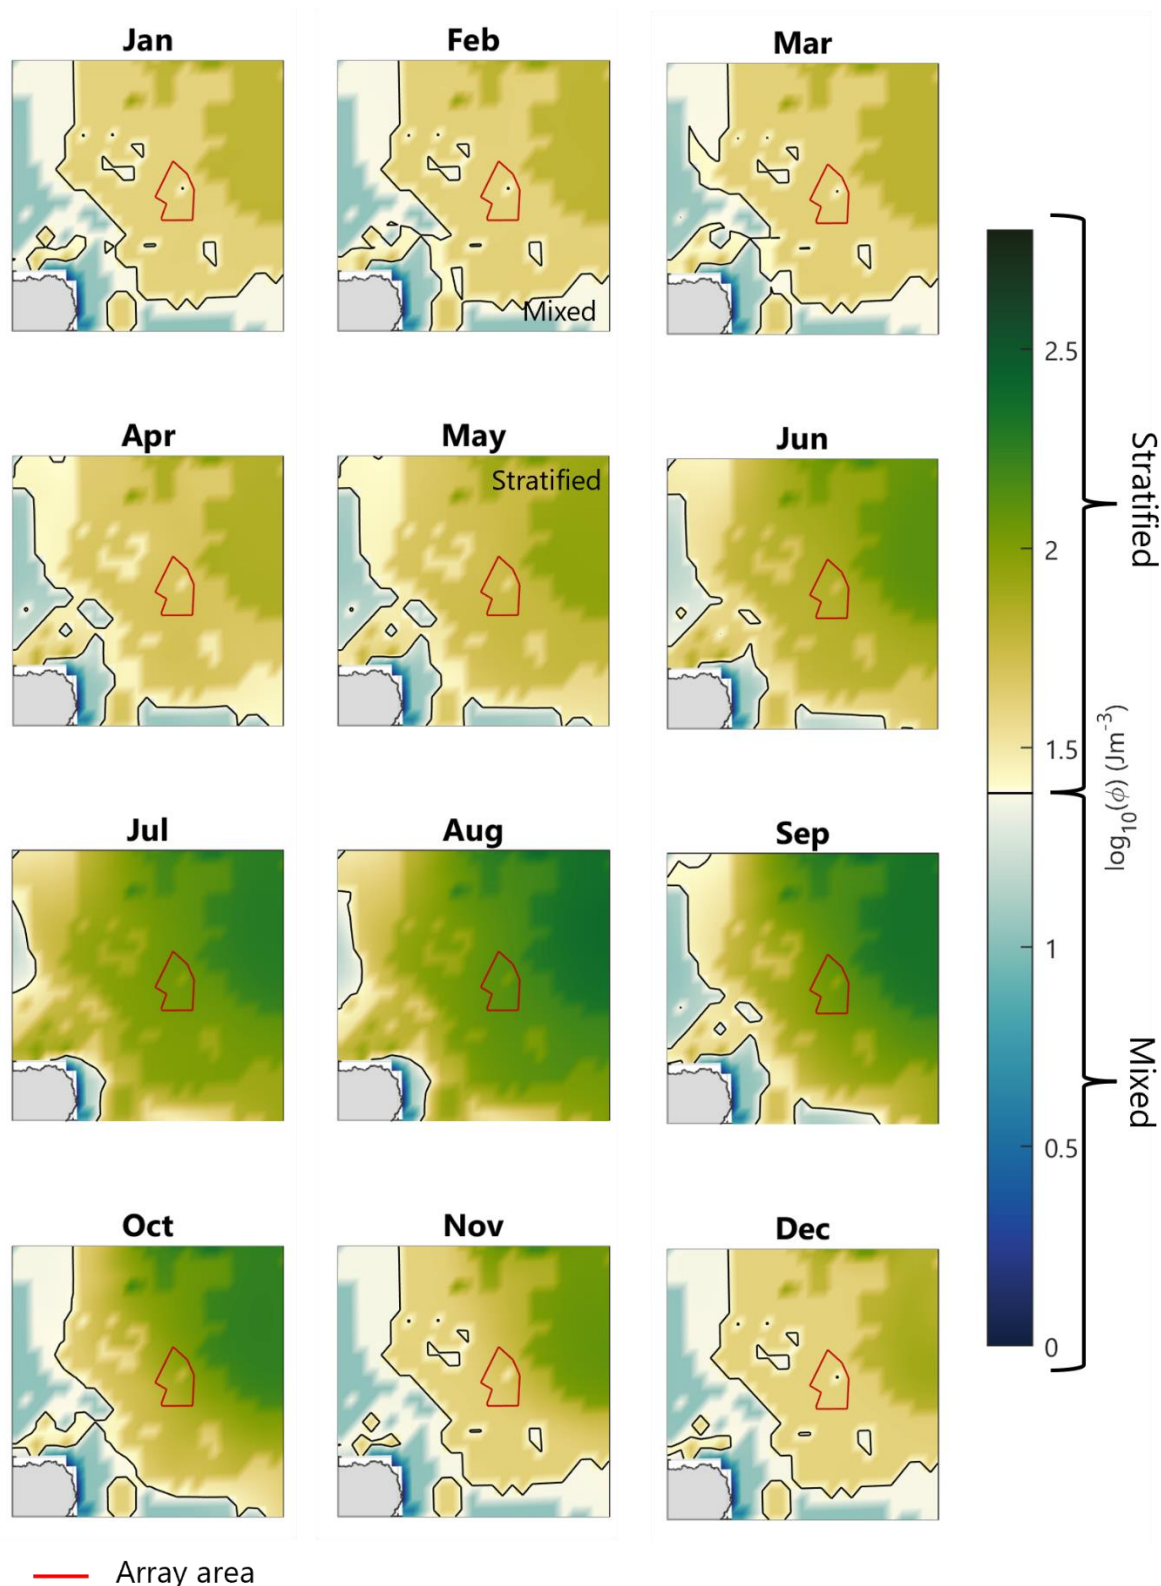 Jan
Feb
Mar
Mixed
Apr
May
Jun
Stratified
Jul
Aug
Sep
Oct
Nov
Dec
2.5
2
1.5
1
0.5
0
Stratified
log10(ϕ) (Jm⁻³)
Mixed
Array area